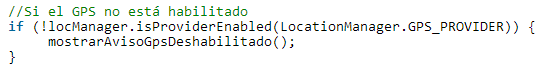 //Si el GPS no está habilitado
if (!locManager.isProviderEnabled(LocationManager.GPS_PROVIDER)) {
    mostrarAvisoGpsDeshabilitado();
}